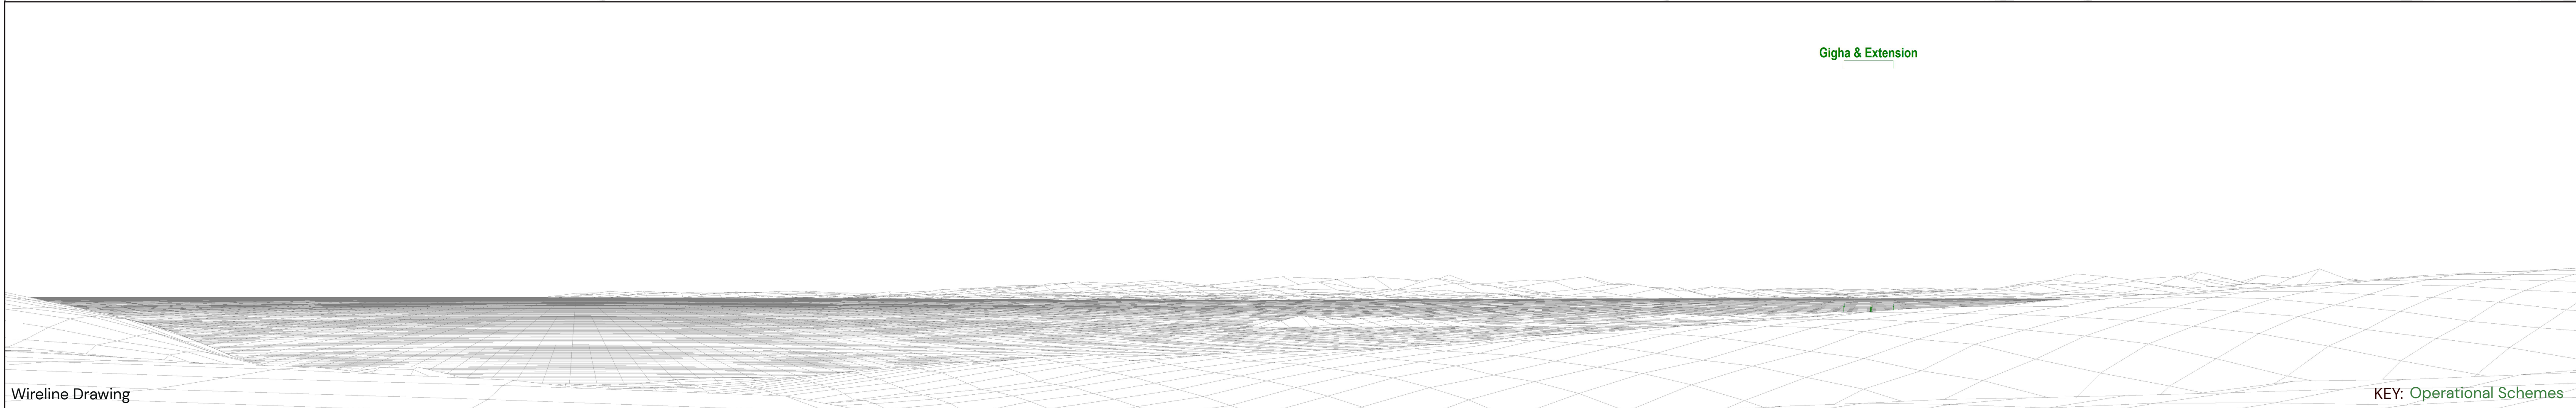 Gigha & Extension
Wireline Drawing
KEY: Operational Schemes